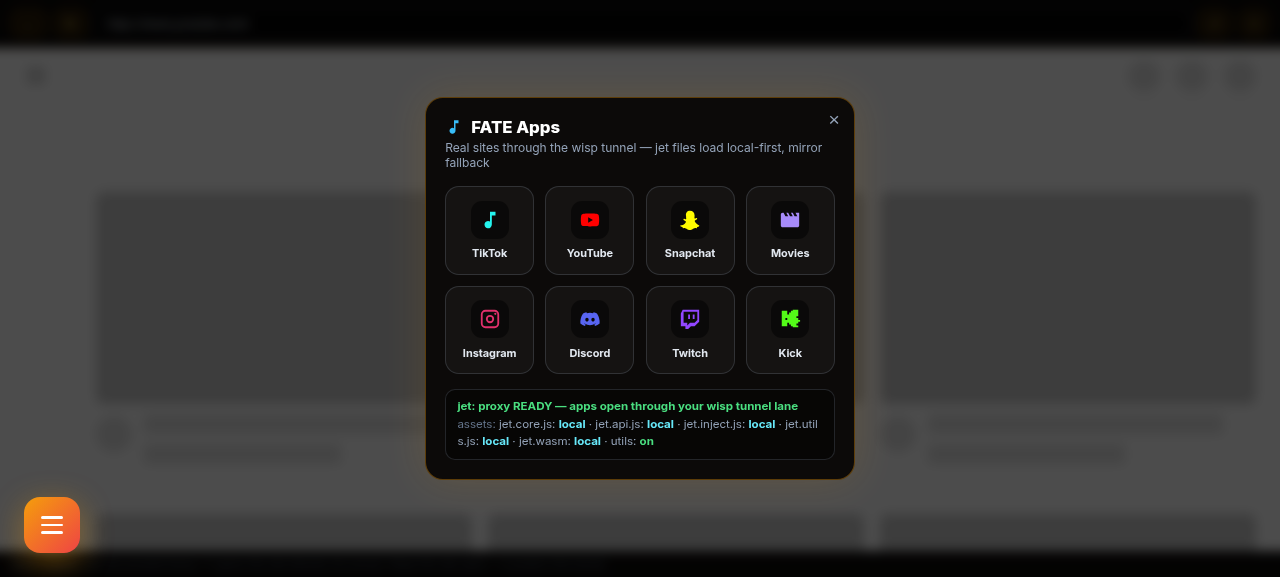 FATE Apps
Real sites through the wisp tunnel — jet files load local-first, mirror
fallback
TikTok
YouTube
Snapchat
Movies
Instagram
Discord
Twitch
Kick
jet: proxy READY — apps open through your wisp tunnel lane
assets: jet.core.js: local · jet.api.js: local · jet.inject.js: local · jet.util
s.js: local · jet.wasm: local · utils: on